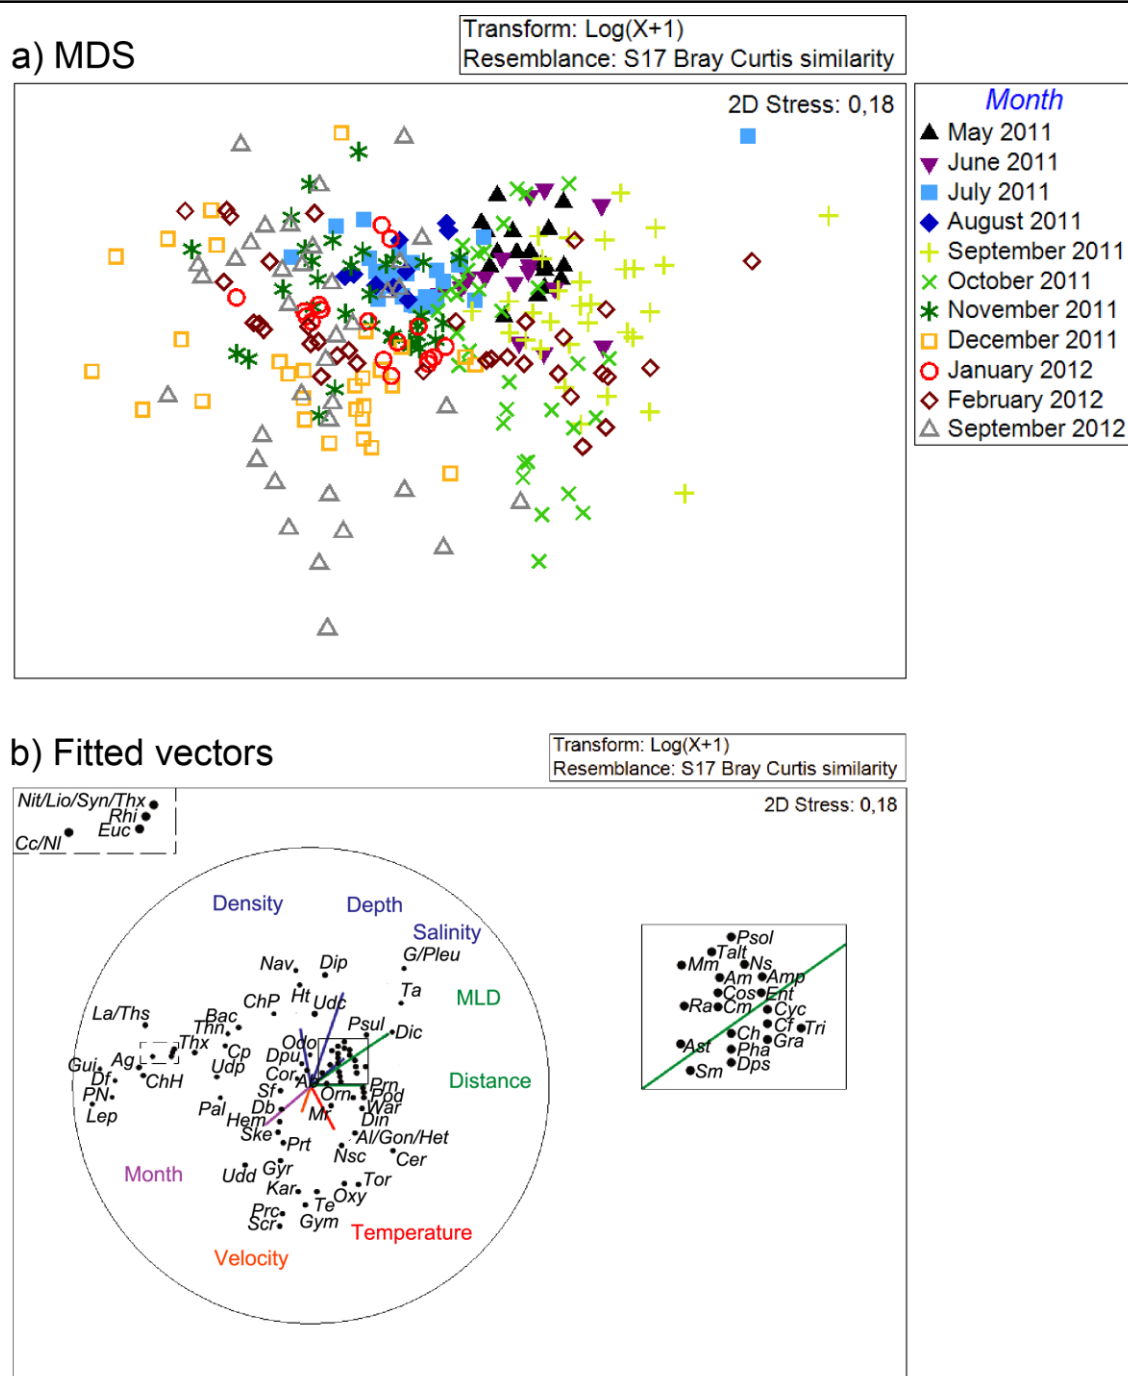 a) MDS
Transform: Log(X+1)
Resemblance: S17 Bray Curtis similarity
2D Stress: 0,18
Month
May 2011
June 2011
July 2011
August 2011
September 2011
October 2011
November 2011
December 2011
January 2012
February 2012
September 2012
b) Fitted vectors
Transform: Log(X+1)
Resemblance: S17 Bray Curtis similarity
2D Stress: 0,18
Nit/Lio/Syn/Thx
Rhi
Euc
Cc/Nl
Density
Depth
Salinity
MLD
Distance
Temperature
Velocity
Month
Nav
Dip
G/Pleu
Ht
Udc
Ta
ChP
La/Ths
Bac
Thn
Psul
Dic
Thx
Cp
Odo
Dpu
Ag
Gui
Df
ChH
Udp
Cor
PN
Lep
Sf
Orn
Prn
Pod
Pal
Db
Mr
War
Hem
Din
Ske
Al/Gon/Het
Prt
Nsc
Cer
Udd
Gyr
Kar
Tor
Oxy
Te
Prc
Gym
Scr
Psol
Talt
Mm
Ns
Am
Amp
Cos
Ent
Ra
Cm
Cyc
Cf
Tri
Ch
Gra
Ast
Pha
Dps
Sm